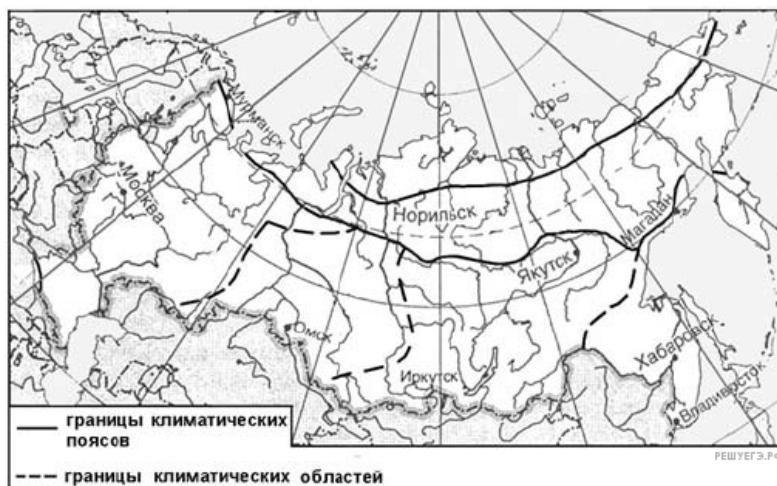 Мурманск
Москва
Норильск
Магадан
Якутск
Омск
Иркутск
Хабаровск
Владивосток
границы климатических
поясов
границы климатических областей
РЕШУЕГЭ.РФ